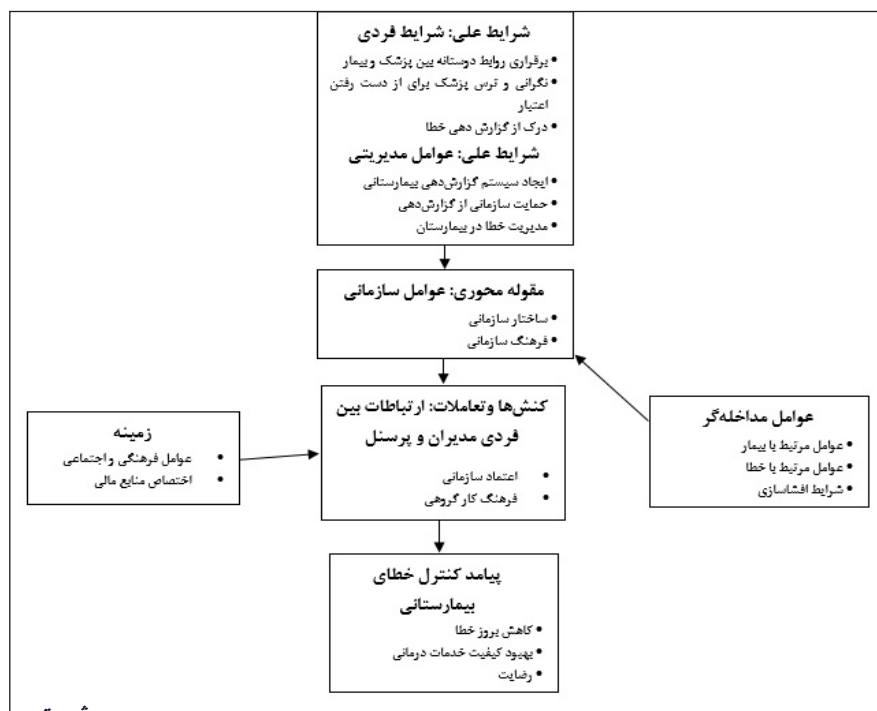 شرایط علی: شرایط فردی
• برقراری روابط دوستانه بین پزشک و بیمار
• نگرانی و ترس پزشک برای از دست رفتن
اعتبار
• درک از گزارش دهی خطا
شرایط علی: عوامل مدیریتی
• ایجاد سیستم گزارش‌دهی بیمارستانی
• حمایت سازمانی از گزارش‌دهی
• مدیریت خطا در بیمارستان
مقوله محوری: عوامل سازمانی
• ساختار سازمانی
• فرهنگ سازمانی
عوامل مداخله‌گر
• عوامل مرتبط با بیمار
• عوامل مرتبط با خطا
• شرایط افشاسازی
کنش‌ها وتعاملات: ارتباطات بین
فردی مدیران و پرسنل
• اعتماد سازمانی
• فرهنگ کار گروهی
زمینه
• عوامل فرهنگی و اجتماعی
• اختصاص منابع مالی
پیامد کنترل خطای
بیمارستانی
• کاهش بروز خطا
• بهبود کیفیت خدمات درمانی
• رضایت